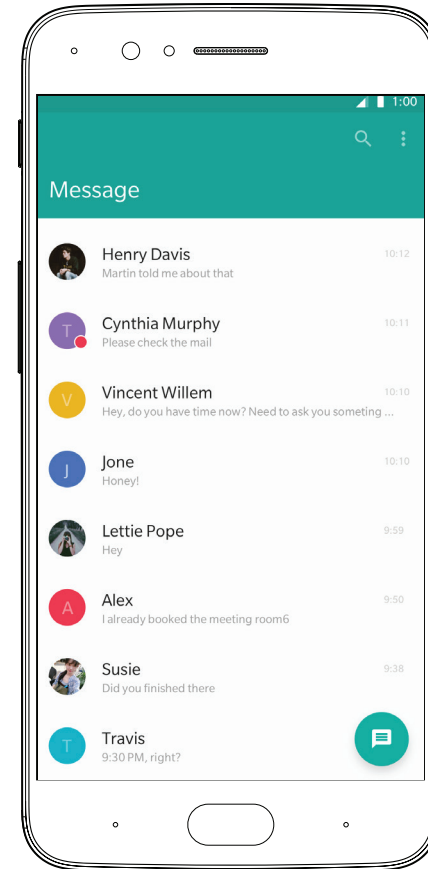 1:00
Message
Henry Davis 10:12
Martin told me about that
T Cynthia Murphy 10:11
Please check the mail
V Vincent Willem 10:10
Hey, do you have time now? Need to ask you someting ...
J Jone 10:10
Honey!
Lettie Pope 9:59
Hey
A Alex 9:50
I already booked the meeting room6
Susie 9:38
Did you finished there
T Travis
9:30 PM, right?